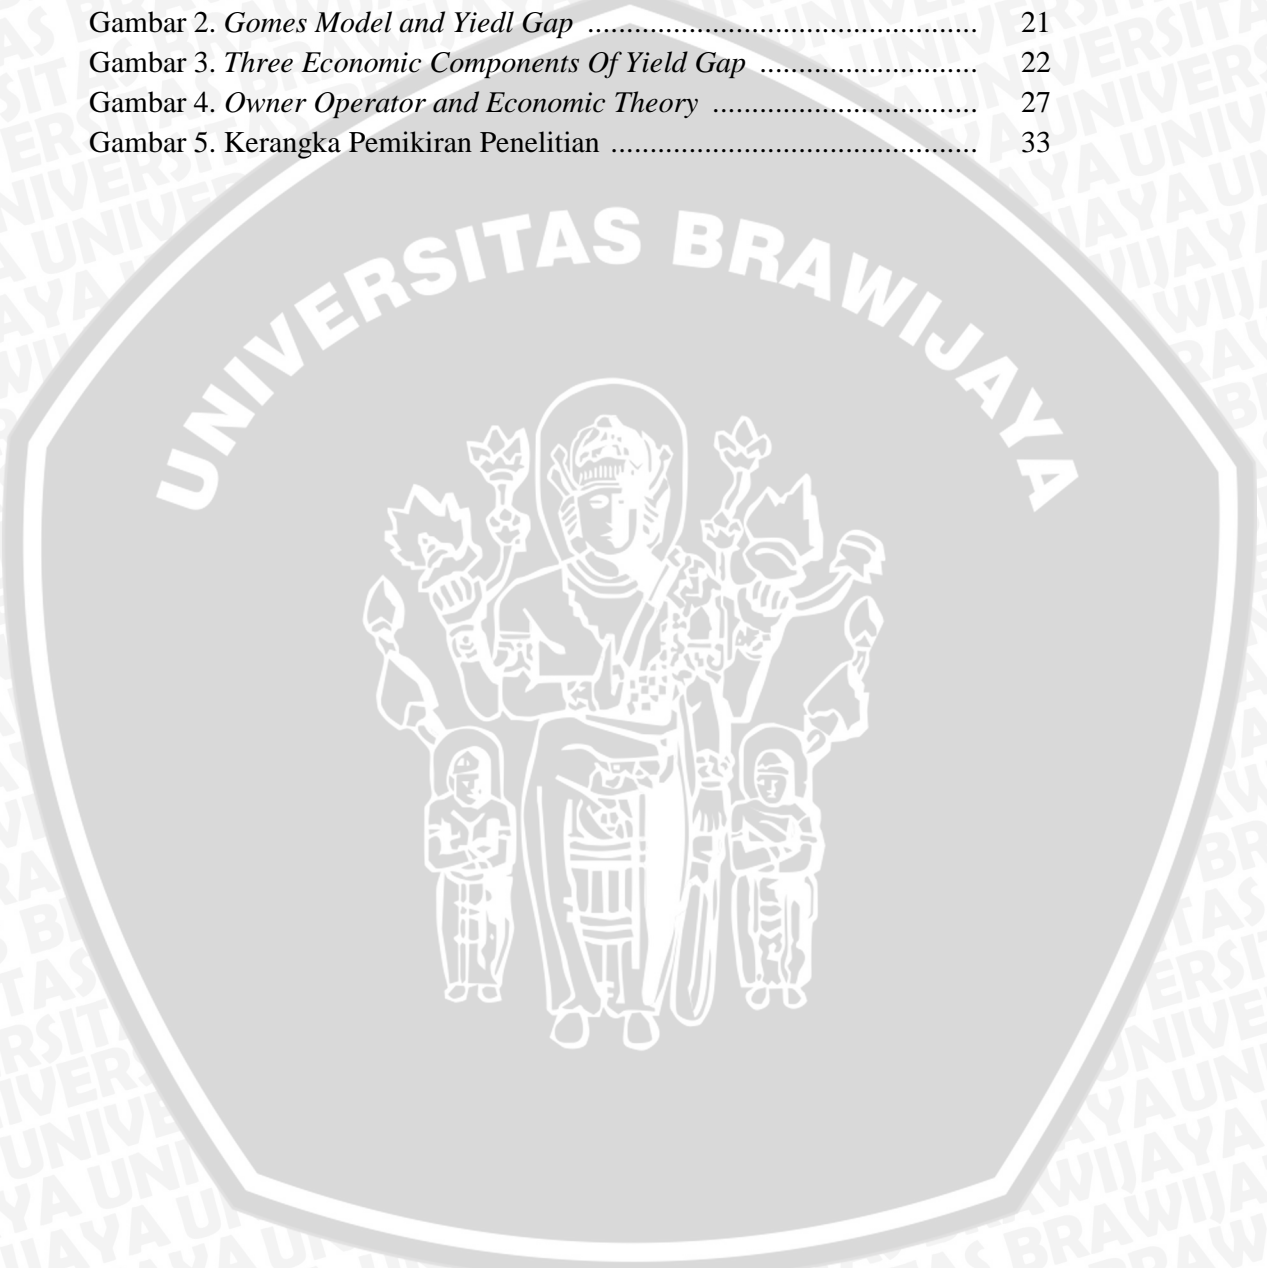 Gambar 2. Gomes Model and Yiedl Gap .......................................... 21
Gambar 3. Three Economic Components Of Yield Gap ............................ 22
Gambar 4. Owner Operator and Economic Theory ............................. 27
Gambar 5. Kerangka Pemikiran Penelitian ....................................... 33
UNIVERSITAS BRAWIJAYA